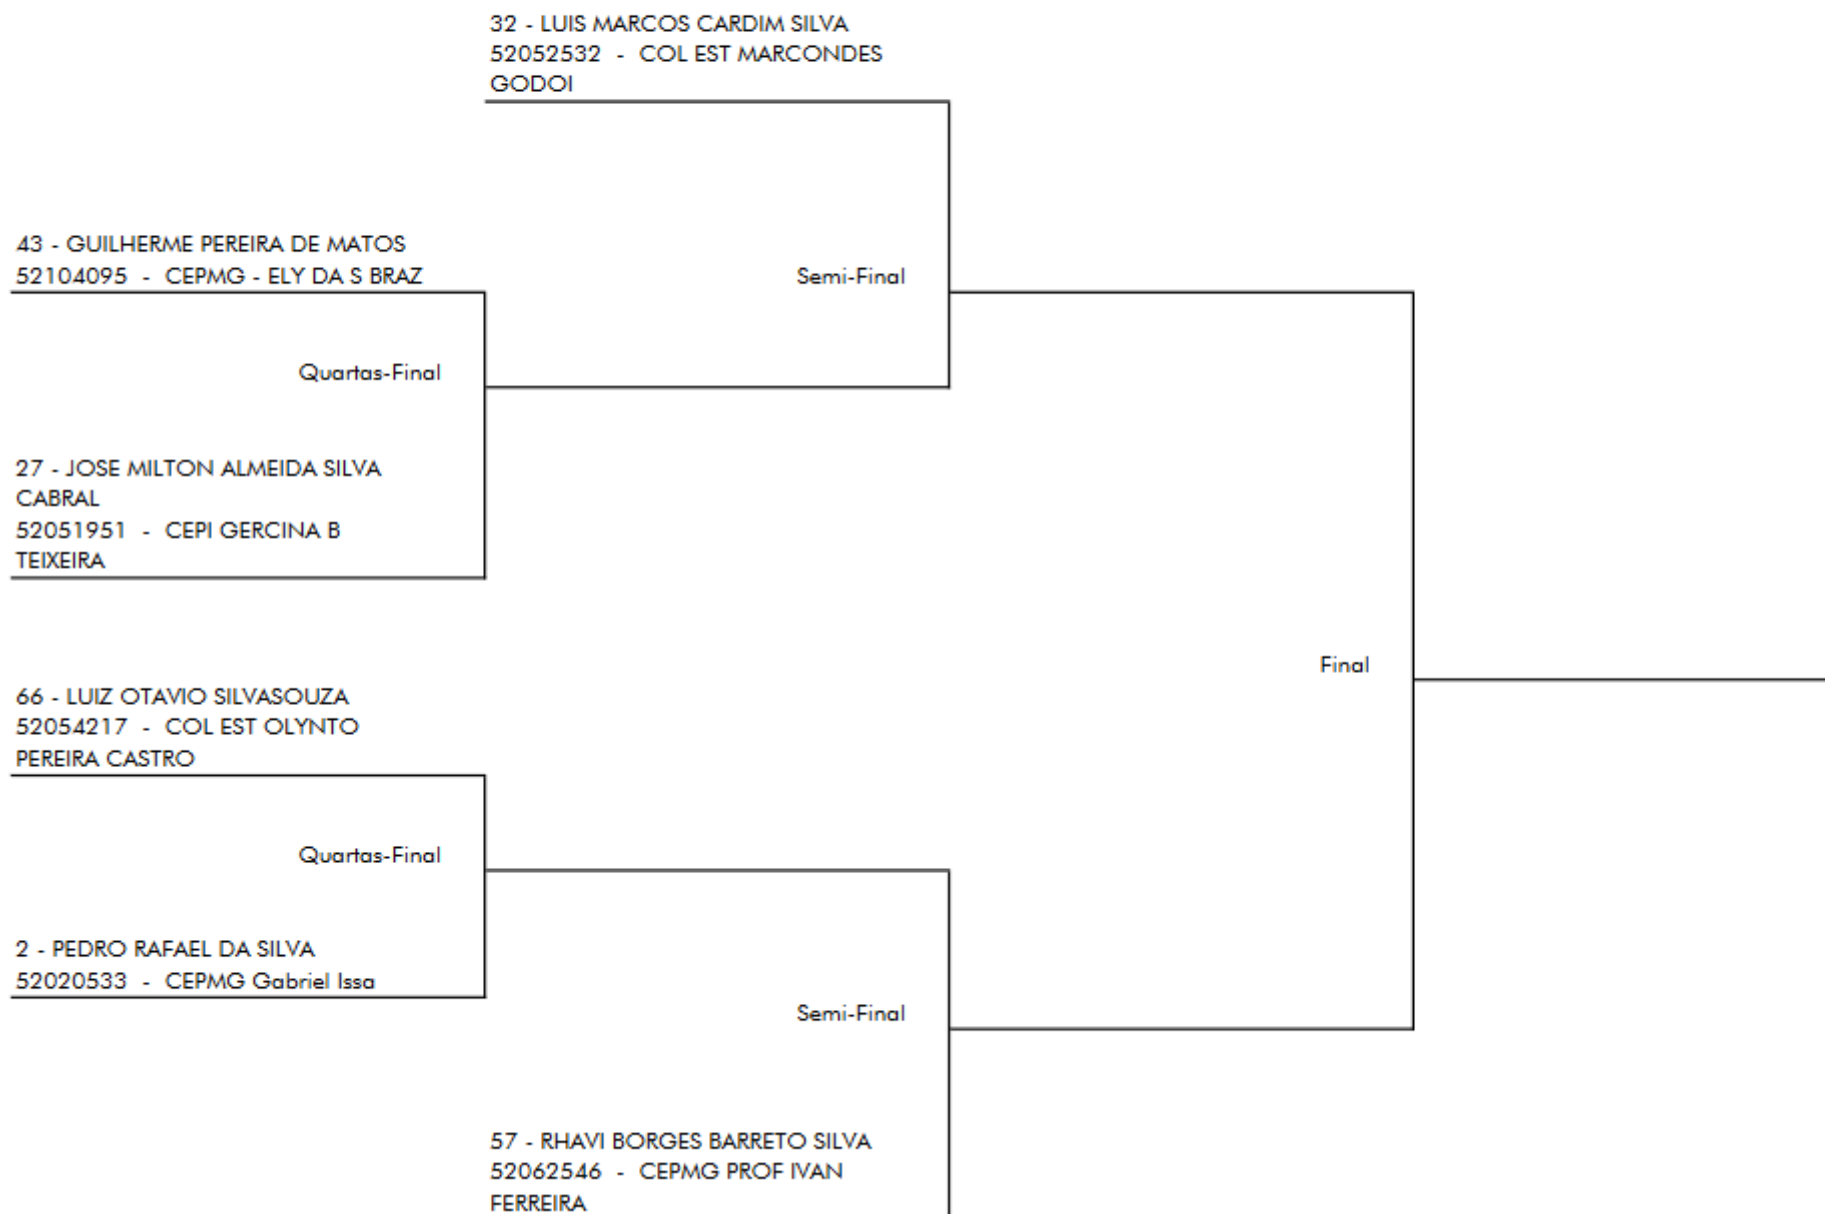 32 - LUIS MARCOS CARDIM SILVA
52052532 - COL EST MARCONDES
GODOI
43 - GUILHERME PEREIRA DE MATOS
52104095 - CEPMG - ELY DA S BRAZ
Semi-Final
Quartas-Final
27 - JOSE MILTON ALMEIDA SILVA
CABRAL
52051951 - CEPI GERCINA B
TEIXEIRA
Final
66 - LUIZ OTAVIO SILVASOUZA
52054217 - COL EST OLYNTO
PEREIRA CASTRO
Quartas-Final
2 - PEDRO RAFAEL DA SILVA
52020533 - CEPMG Gabriel Issa
Semi-Final
57 - RHAVI BORGES BARRETO SILVA
52062546 - CEPMG PROF IVAN
FERREIRA